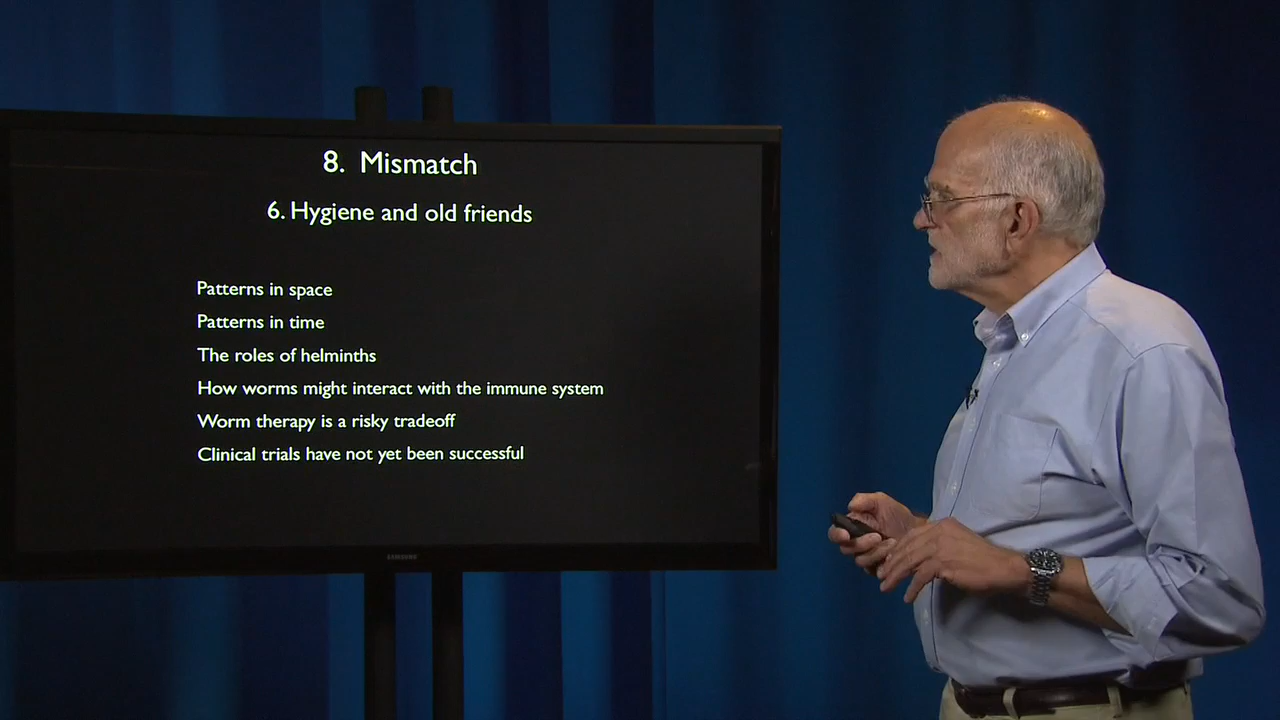 8. Mismatch
6. Hygiene and old friends
Patterns in space
Patterns in time
The roles of helminths
How worms might interact with the immune system
Worm therapy is a risky tradeoff
Clinical trials have not yet been successful
SAMSUNG